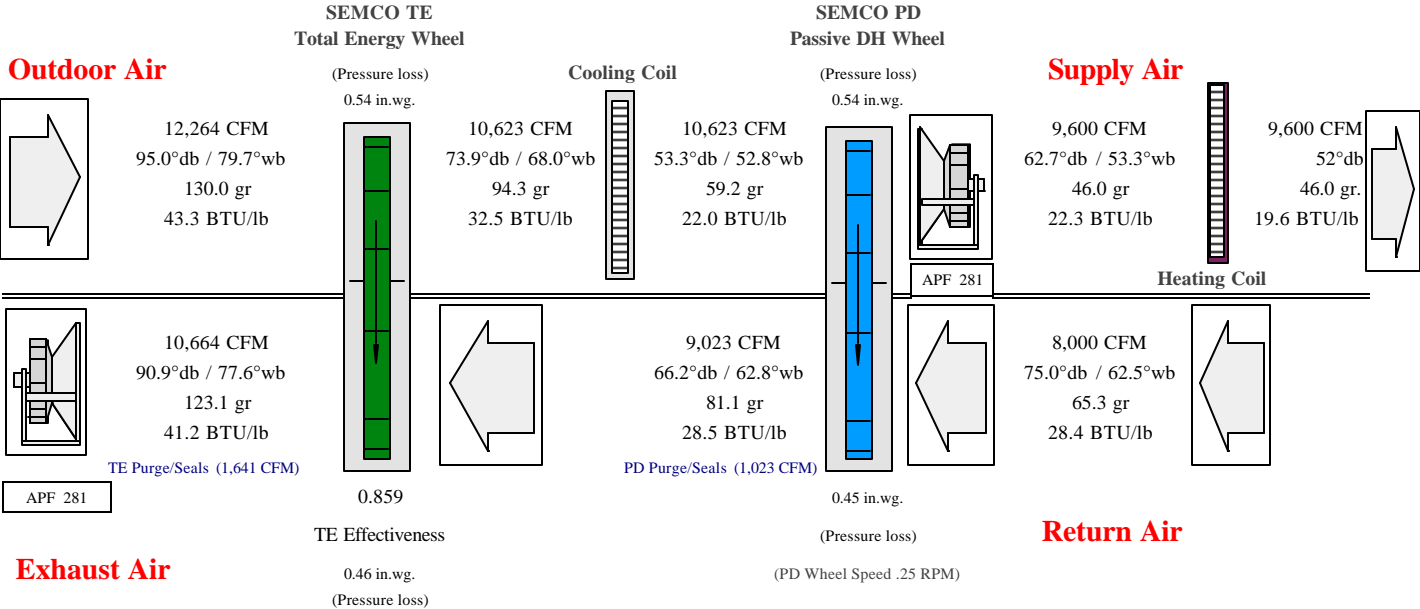 SEMCO TE
Total Energy Wheel
SEMCO PD
Passive DH Wheel
Outdoor Air
(Pressure loss)
0.54 in.wg.
Cooling Coil
(Pressure loss)
0.54 in.wg.
Supply Air
12,264 CFM
95.0°db / 79.7°wb
130.0 gr
43.3 BTU/lb
10,623 CFM
73.9°db / 68.0°wb
94.3 gr
32.5 BTU/lb
10,623 CFM
53.3°db / 52.8°wb
59.2 gr
22.0 BTU/lb
9,600 CFM
62.7°db / 53.3°wb
46.0 gr
22.3 BTU/lb
9,600 CFM
52°db
46.0 gr.
19.6 BTU/lb
APF 281
Heating Coil
10,664 CFM
90.9°db / 77.6°wb
123.1 gr
41.2 BTU/lb
TE Purge/Seals (1,641 CFM)
9,023 CFM
66.2°db / 62.8°wb
81.1 gr
28.5 BTU/lb
PD Purge/Seals (1,023 CFM)
8,000 CFM
75.0°db / 62.5°wb
65.3 gr
28.4 BTU/lb
APF 281
0.859
TE Effectiveness
0.46 in.wg.
(Pressure loss)
0.45 in.wg.
(Pressure loss)
(PD Wheel Speed .25 RPM)
Return Air
Exhaust Air